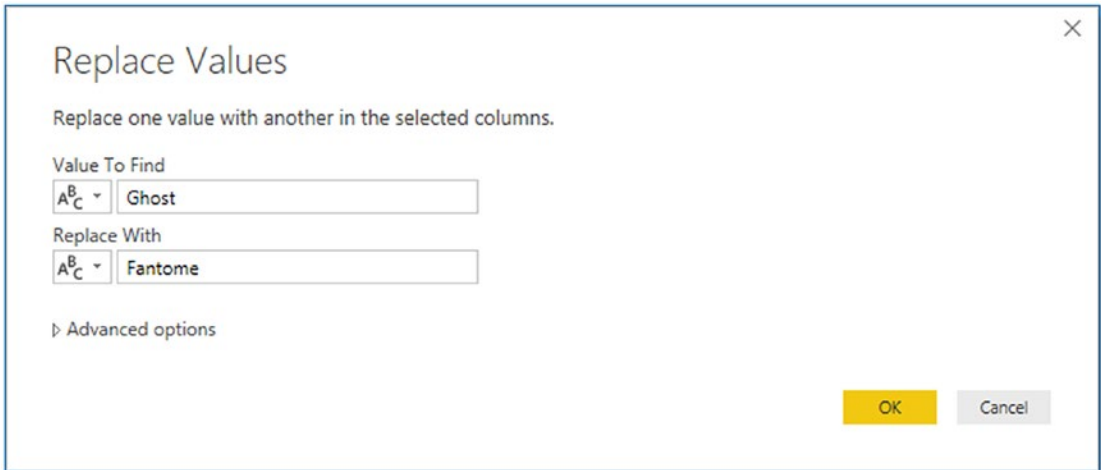 Replace Values
Replace one value with another in the selected columns.
Value To Find
ABC Ghost
Replace With
ABC Fantome
Advanced options
OK Cancel